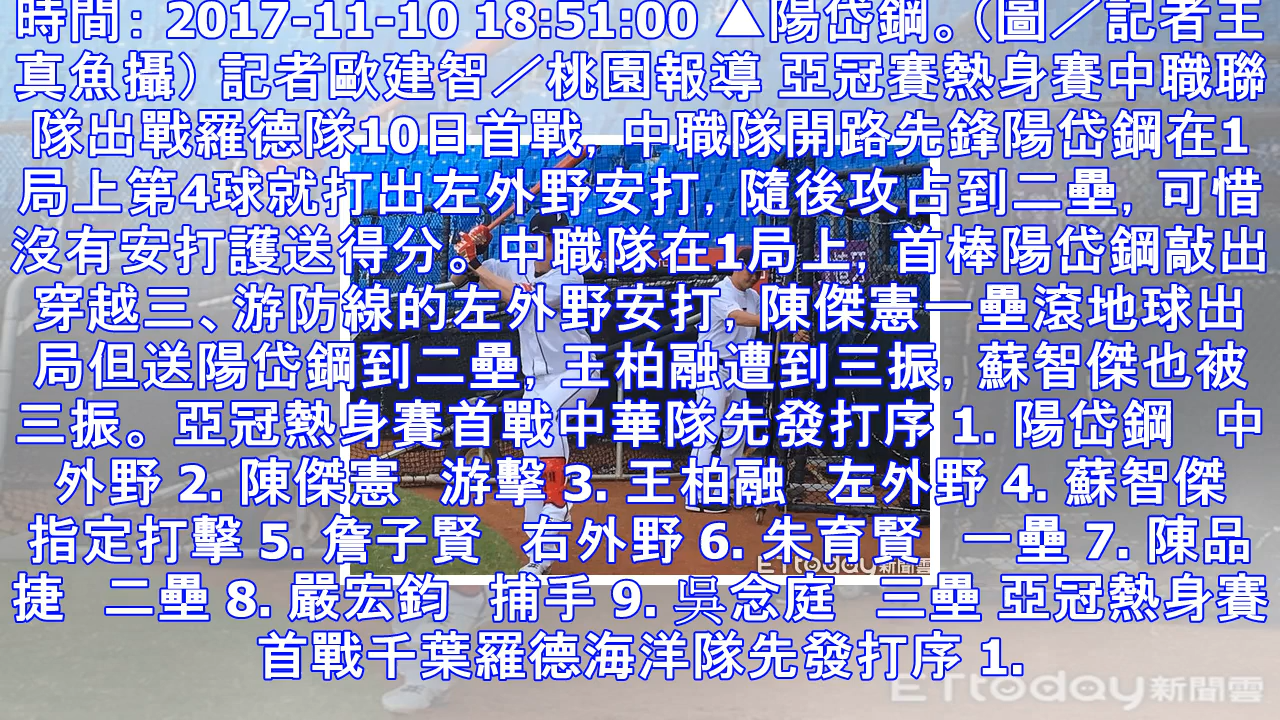 時間：2017-11-10 18:51:00 ▲陽岱鋼。（圖／記者王
真魚攝） 記者歐建智／桃園報導 亞冠賽熱身賽中職聯
隊出戰羅德隊10日首戰，中職隊開路先鋒陽岱鋼在1
局上第4球就打出左外野安打，隨後攻占到二壘，可惜
沒有安打護送得分。 中職隊在1局上，首棒陽岱鋼敲出
穿越三、游防線的左外野安打，陳傑憲一壘滾地球出
局但送陽岱鋼到二壘，王柏融遭到三振，蘇智傑也被
三振。 亞冠熱身賽首戰中華隊先發打序 1. 陽岱鋼 中
外野 2. 陳傑憲 游擊 3. 王柏融 左外野 4. 蘇智傑
指定打擊 5. 詹子賢 右外野 6. 朱育賢 一壘 7. 陳品
捷 二壘 8. 嚴宏鈞 捕手 9. 吳念庭 三壘 亞冠熱身賽
首戰千葉羅德海洋隊先發打序 1.
ETtoday新聞雲
ETtoday新聞雲